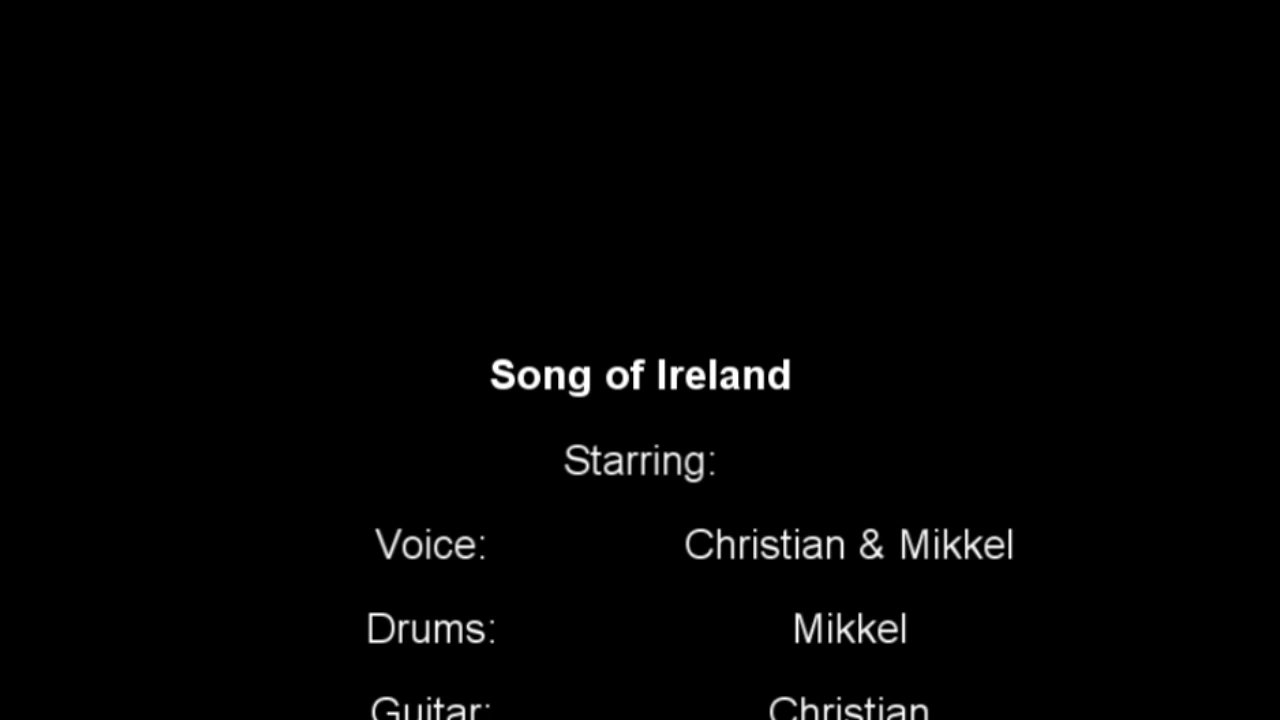 Song of Ireland
Starring:
Voice: Christian & Mikkel
Drums: Mikkel
Guitar: Christian